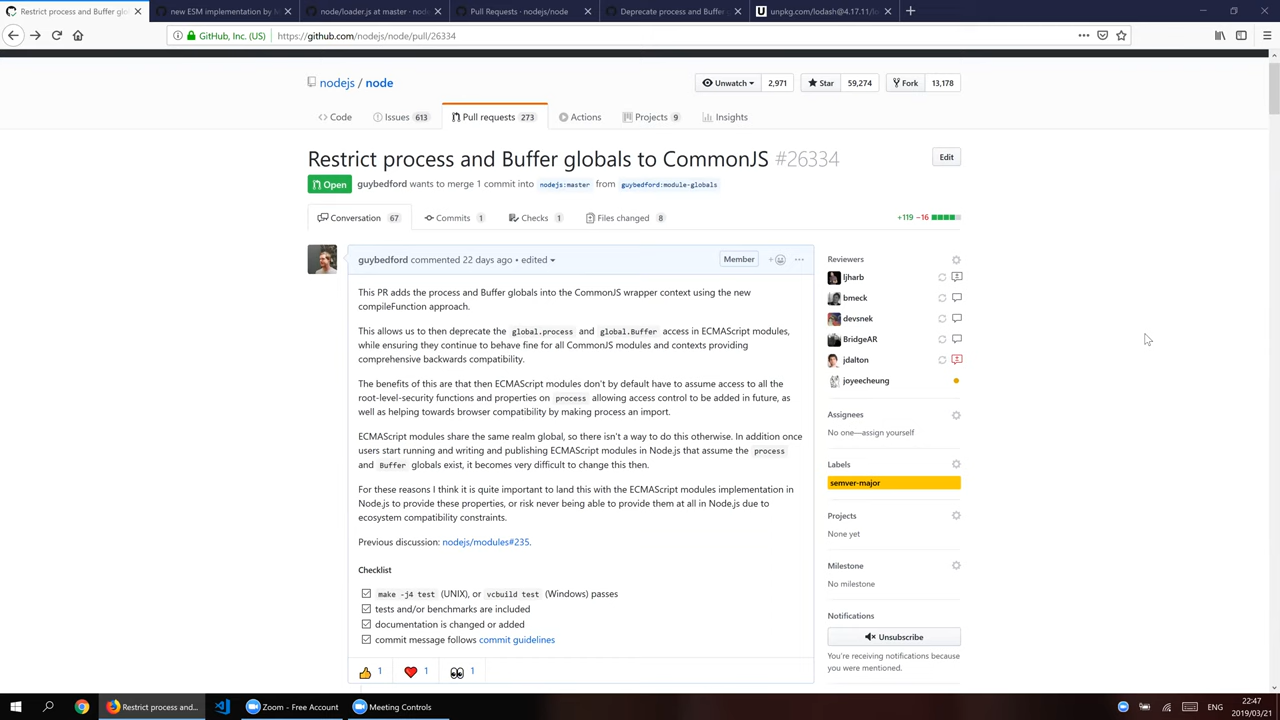 Restrict process and Buffer glob
new ESM implementation by
node/loader.js at master · nodejs
Pull Requests · nodejs/node
Deprecate process and Buffer
unpkg.com/lodash@4.17.11/lo
GitHub, Inc. (US)
https://github.com/nodejs/node/pull/26334
nodejs / node
Unwatch 2,971
Star 59,274
Fork 13,178
Code
Issues 613
Pull requests 273
Actions
Projects 9
Insights
Restrict process and Buffer globals to CommonJS #26334
Edit
Open
guybedford wants to merge 1 commit into nodejs:master from guybedford:module-globals
Conversation 67
Commits 1
Checks 1
Files changed 8
+119 −16
guybedford commented 22 days ago • edited
Member
This PR adds the process and Buffer globals into the CommonJS wrapper context using the new
compileFunction approach.
This allows us to then deprecate the global.process and global.Buffer access in ECMAScript modules,
while ensuring they continue to behave fine for all CommonJS modules and contexts providing
comprehensive backwards compatibility.
The benefits of this are that then ECMAScript modules don't by default have to assume access to all the
root-level-security functions and properties on process allowing access control to be added in future, as
well as helping towards browser compatibility by making process an import.
ECMAScript modules share the same realm global, so there isn't a way to do this otherwise. In addition once
users start running and writing and publishing ECMAScript modules in Node.js that assume the process
and Buffer globals exist, it becomes very difficult to change this then.
For these reasons I think it is quite important to land this with the ECMAScript modules implementation in
Node.js to provide these properties, or risk never being able to provide them at all in Node.js due to
ecosystem compatibility constraints.
Previous discussion: nodejs/modules#235.
Checklist
make -j4 test (UNIX), or vcbuild test (Windows) passes
tests and/or benchmarks are included
documentation is changed or added
commit message follows commit guidelines
1
1
1
Reviewers
ljharb
bmeck
devsnek
BridgeAR
jdalton
joyeecheung
Assignees
No one—assign yourself
Labels
semver-major
Projects
None yet
Milestone
No milestone
Notifications
Unsubscribe
You're receiving notifications because
you were mentioned.
Restrict process and...
Zoom - Free Account
Meeting Controls
ENG
22:47
2019/03/21